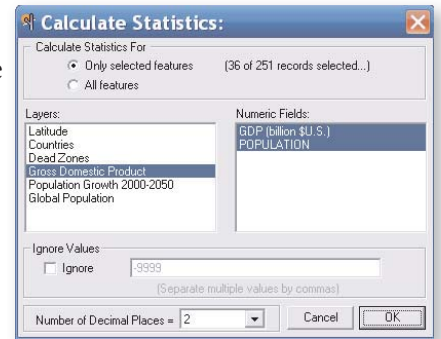 Calculate Statistics:
Calculate Statistics For
Only selected features (36 of 251 records selected...)
All features
Layers:
Latitude
Countries
Dead Zones
Gross Domestic Product
Population Growth 2000-2050
Global Population
Numeric Fields:
GDP (billion $U.S.)
POPULATION
Ignore Values
Ignore -9999
(Separate multiple values by commas)
Number of Decimal Places = 2 Cancel OK